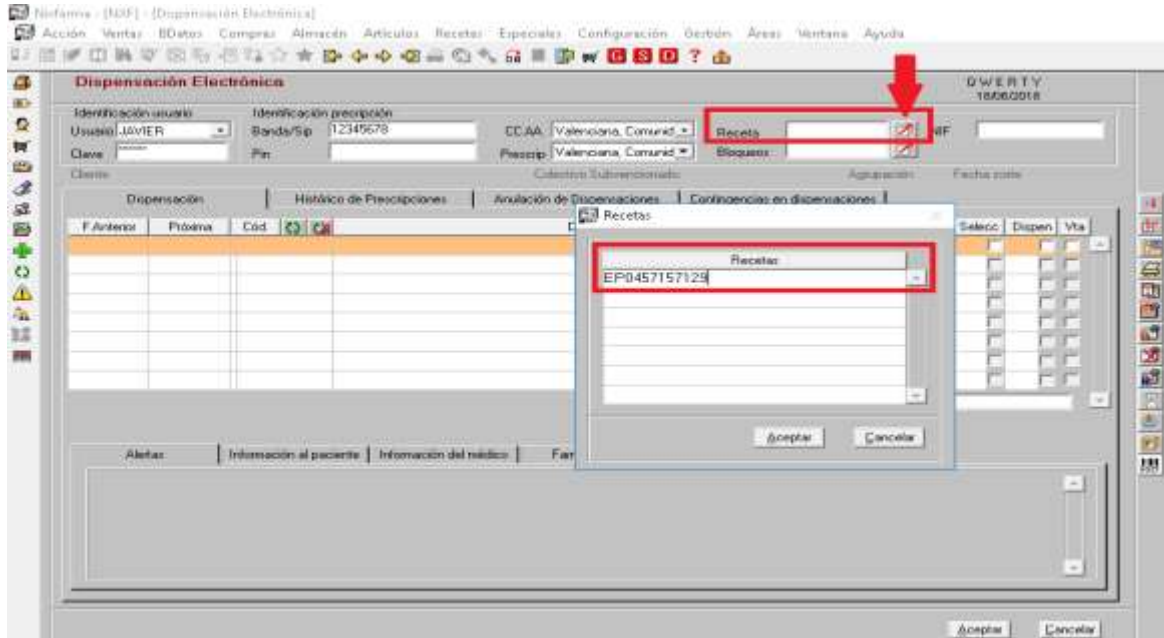 Nixfarma - [NXF] - [Dispensación Electrónica]
Acción Ventas BDatos Compras Almacén Artículos Recetas Especiales Configuración Gestión Áreas Ventana Ayuda
G S O ?
Dispensación Electrónica QWERTY
18/06/2018
Identificación usuario Identificación prescripción
Usuario JAVIER Banda/Sip 12345678 CC.AA. Valenciana, Comunid Receta NIF
Clave ****** Pin Prescrip Valenciana, Comunid Bloqueos
Cliente Colectivo Subvencionado Agrupación Fecha corte
Dispensación Histórico de Prescripciones Anulación de Dispensaciones Contingencias en dispensaciones
F.Anterior Próxima Cód. D Selecc Dispen Vta
Recetas
Recetas
EP0457157129
Aceptar Cancelar
Alertas Información al paciente Información del médico Far
Aceptar Cancelar